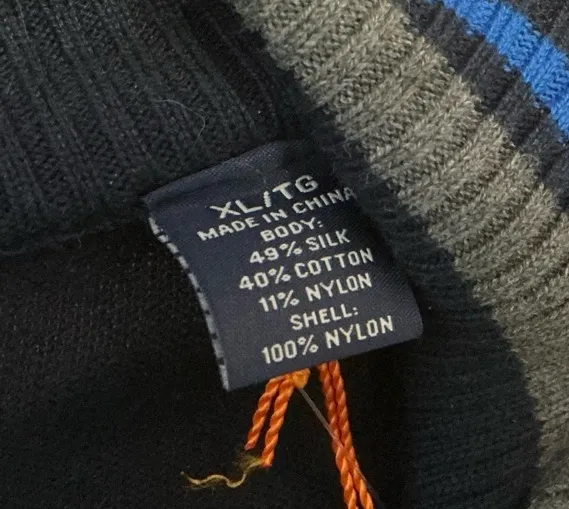 XL/TG
MADE IN CHINA
BODY:
49% SILK
40% COTTON
11% NYLON
SHELL:
100% NYLON